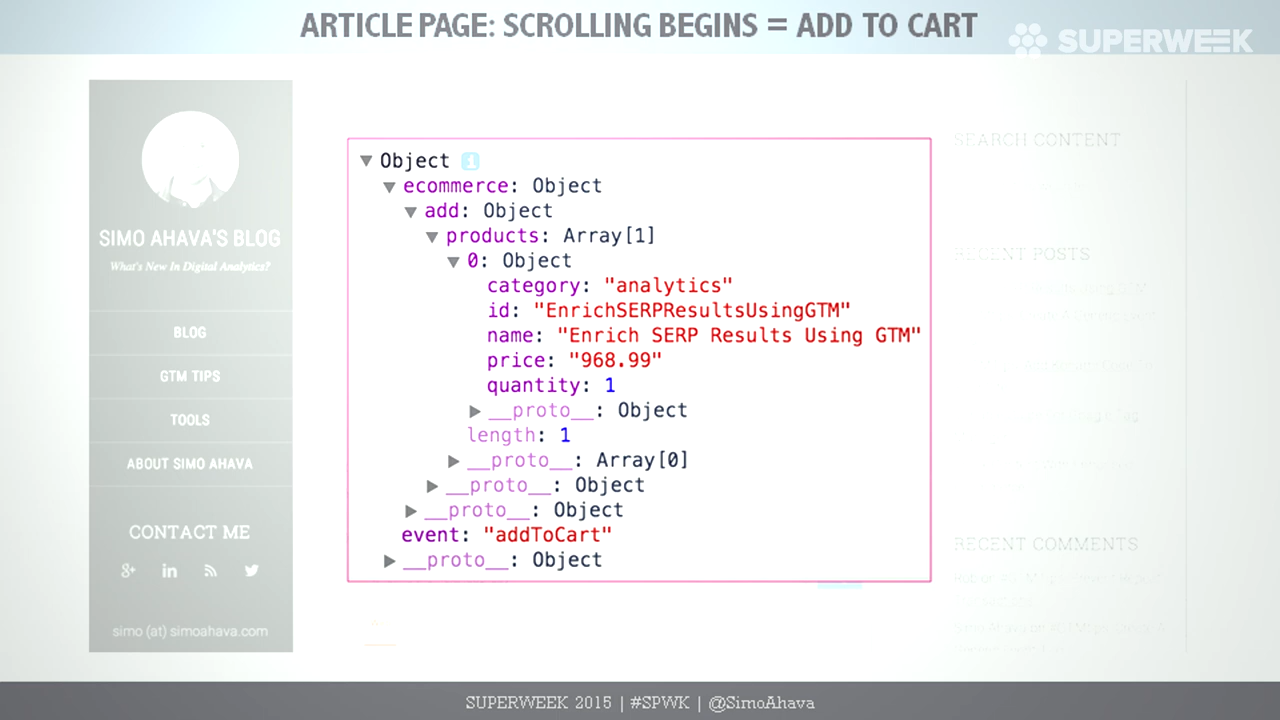 ARTICLE PAGE: SCROLLING BEGINS = ADD TO CART
SUPERWEEK
SIMO AHAVA'S BLOG
What's New In Digital Analytics?
BLOG
GTM TIPS
TOOLS
ABOUT SIMO AHAVA
CONTACT ME
simo (at) simoahava.com
Object i
ecommerce: Object
add: Object
products: Array[1]
0: Object
category: "analytics"
id: "EnrichSERPResultsUsingGTM"
name: "Enrich SERP Results Using GTM"
price: "968.99"
quantity: 1
__proto__: Object
length: 1
__proto__: Array[0]
__proto__: Object
__proto__: Object
event: "addToCart"
__proto__: Object
SEARCH CONTENT
RECENT POSTS
RECENT COMMENTS
SUPERWEEK 2015 | #SPWK | @SimoAhava